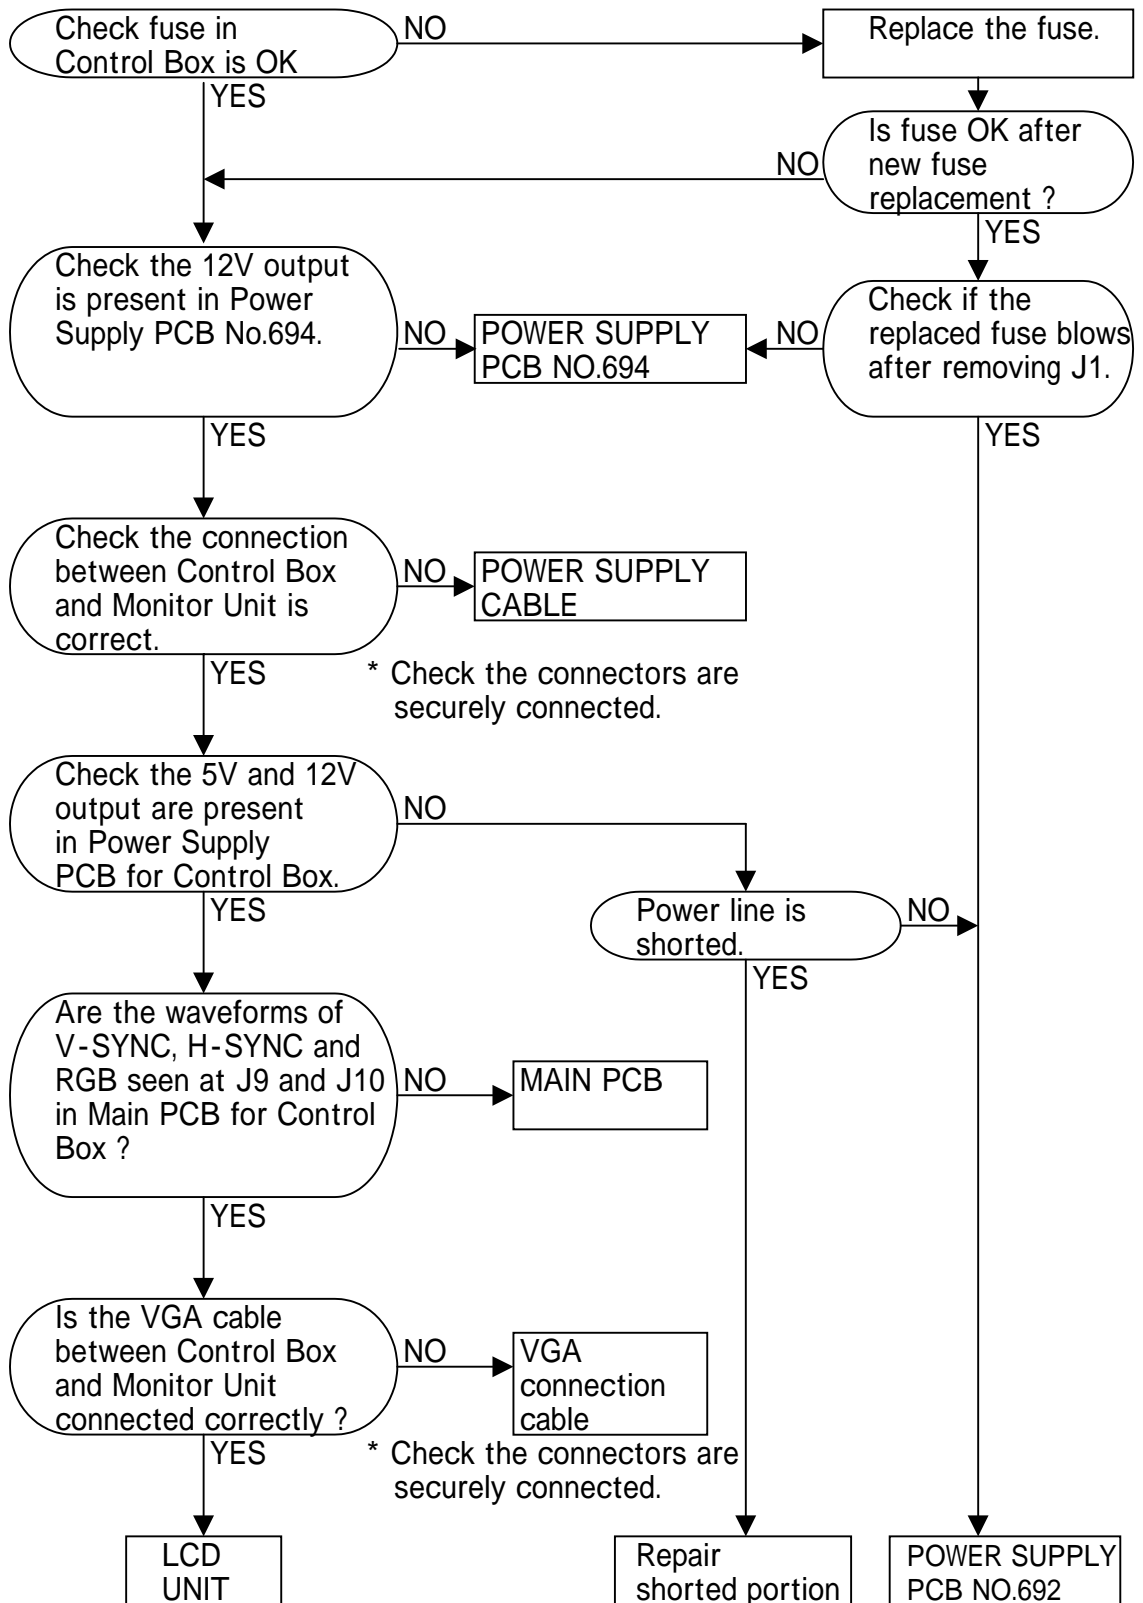 Check fuse in
Control Box is OK
NO
Replace the fuse.
YES
Is fuse OK after
new fuse
replacement ?
NO
YES
Check the 12V output
is present in Power
Supply PCB No.694.
NO
POWER SUPPLY
PCB NO.694
NO
Check if the
replaced fuse blows
after removing J1.
YES
YES
Check the connection
between Control Box
and Monitor Unit is
correct.
NO
POWER SUPPLY
CABLE
YES
* Check the connectors are
securely connected.
Check the 5V and 12V
output are present
in Power Supply
PCB for Control Box.
NO
YES
Power line is
shorted.
NO
YES
Are the waveforms of
V-SYNC, H-SYNC and
RGB seen at J9 and J10
in Main PCB for Control
Box ?
NO
MAIN PCB
YES
Is the VGA cable
between Control Box
and Monitor Unit
connected correctly ?
NO
VGA
connection
cable
YES
* Check the connectors are
securely connected.
LCD
UNIT
Repair
shorted portion
POWER SUPPLY
PCB NO.692